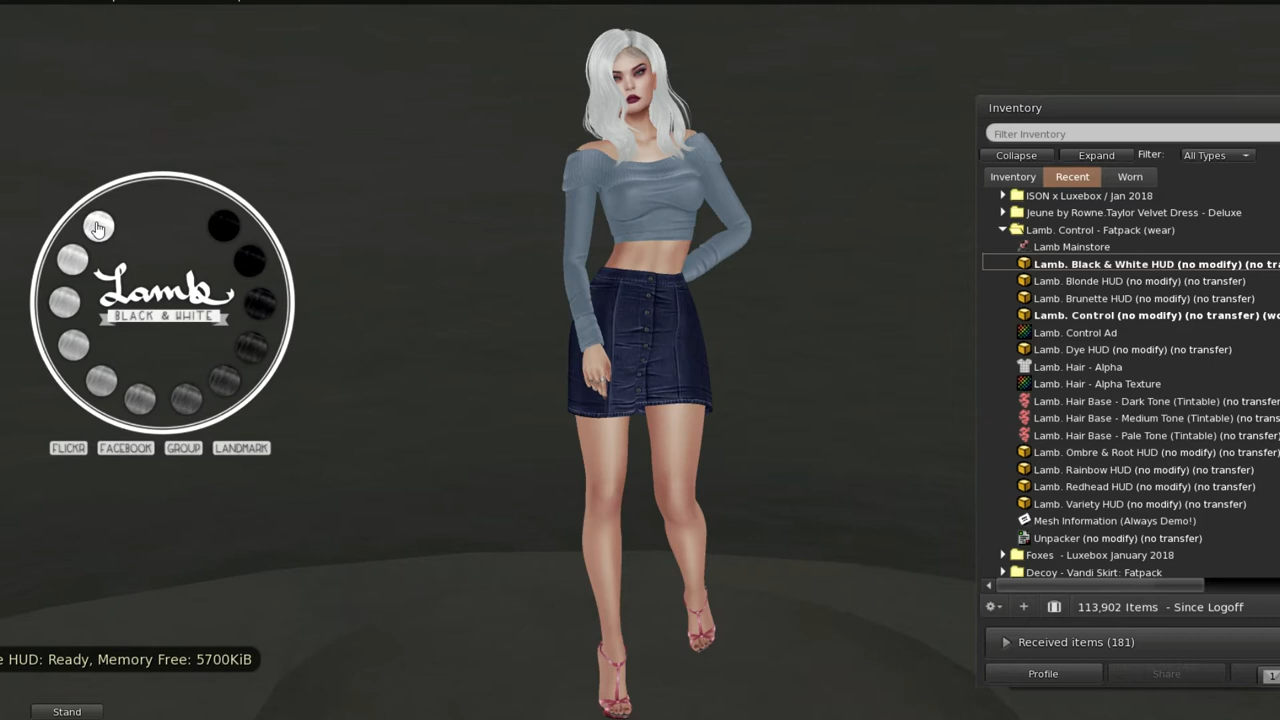 Inventory
Filter Inventory
Collapse
Expand
Filter:
All Types
Inventory
Recent
Worn
ISON x Luxebox / Jan 2018
Jeune by Rowne.Taylor Velvet Dress - Deluxe
Lamb. Control - Fatpack (wear)
Lamb Mainstore
Lamb. Black & White HUD (no modify) (no tra
Lamb. Blonde HUD (no modify) (no transfer)
Lamb. Brunette HUD (no modify) (no transfer)
Lamb. Control (no modify) (no transfer) (wo
Lamb. Control Ad
Lamb. Dye HUD (no modify) (no transfer)
Lamb. Hair - Alpha
Lamb. Hair - Alpha Texture
Lamb. Hair Base - Dark Tone (Tintable) (no transfer
Lamb. Hair Base - Medium Tone (Tintable) (no trans
Lamb. Hair Base - Pale Tone (Tintable) (no transfer)
Lamb. Ombre & Root HUD (no modify) (no transfer)
Lamb. Rainbow HUD (no modify) (no transfer)
Lamb. Redhead HUD (no modify) (no transfer)
Lamb. Variety HUD (no modify) (no transfer)
Mesh Information (Always Demo!)
Unpacker (no modify) (no transfer)
Foxes - Luxebox January 2018
Decoy - Vandi Skirt: Fatpack
113,902 Items - Since Logoff
Received items (181)
Profile
Share
Lamb
BLACK & WHITE
FLICKR
FACEBOOK
GROUP
LANDMARK
e HUD: Ready, Memory Free: 5700KiB
Stand